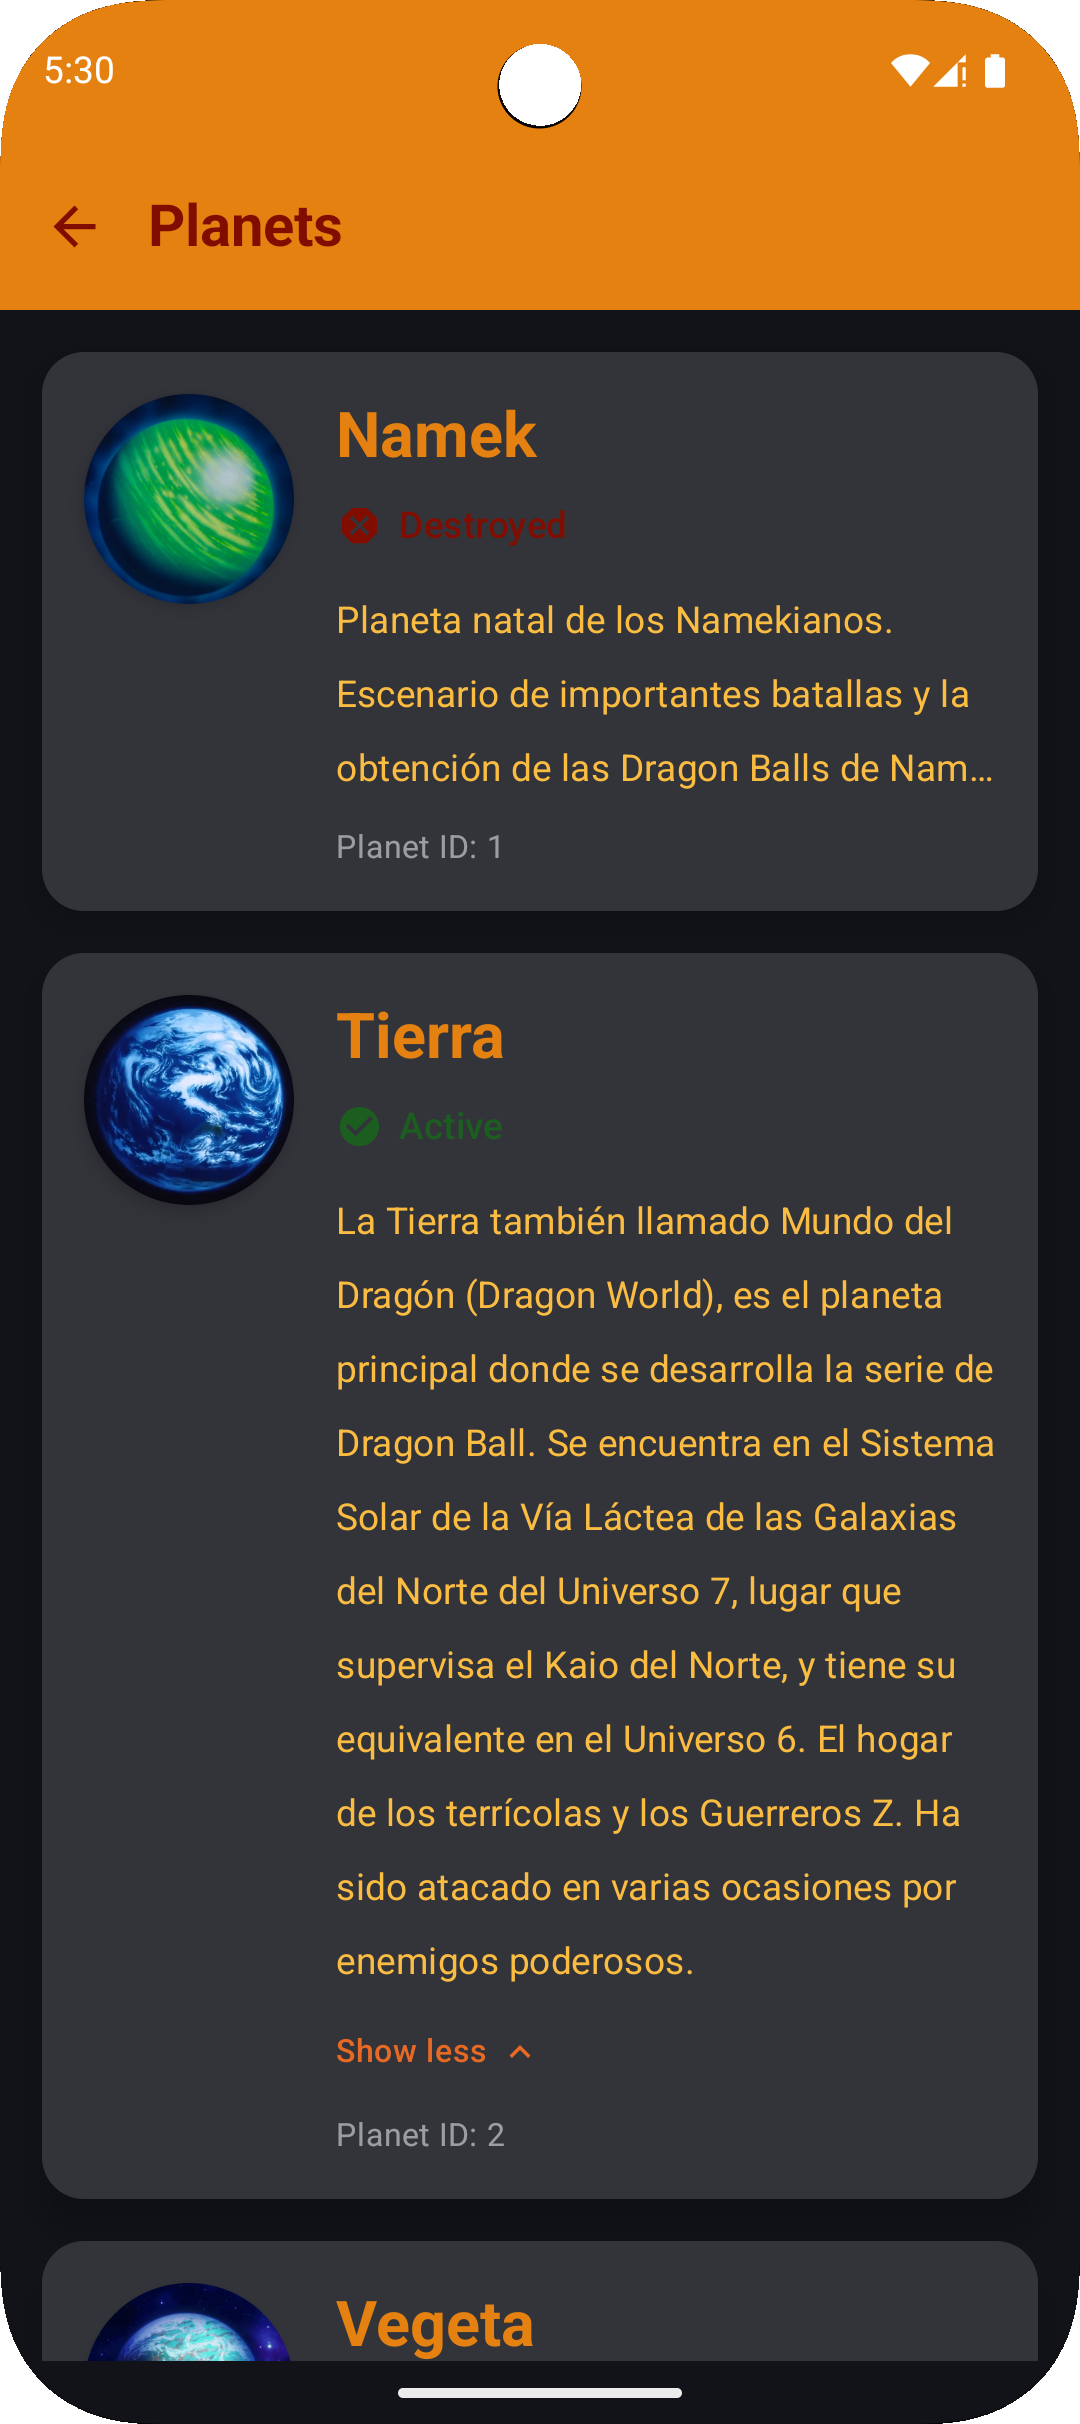 5:30
Planets
Namek
Destroyed
Planeta natal de los Namekianos.
Escenario de importantes batallas y la
obtención de las Dragon Balls de Nam…
Planet ID: 1
Tierra
Active
La Tierra también llamado Mundo del
Dragón (Dragon World), es el planeta
principal donde se desarrolla la serie de
Dragon Ball. Se encuentra en el Sistema
Solar de la Vía Láctea de las Galaxias
del Norte del Universo 7, lugar que
supervisa el Kaio del Norte, y tiene su
equivalente en el Universo 6. El hogar
de los terrícolas y los Guerreros Z. Ha
sido atacado en varias ocasiones por
enemigos poderosos.
Show less
Planet ID: 2
Vegeta